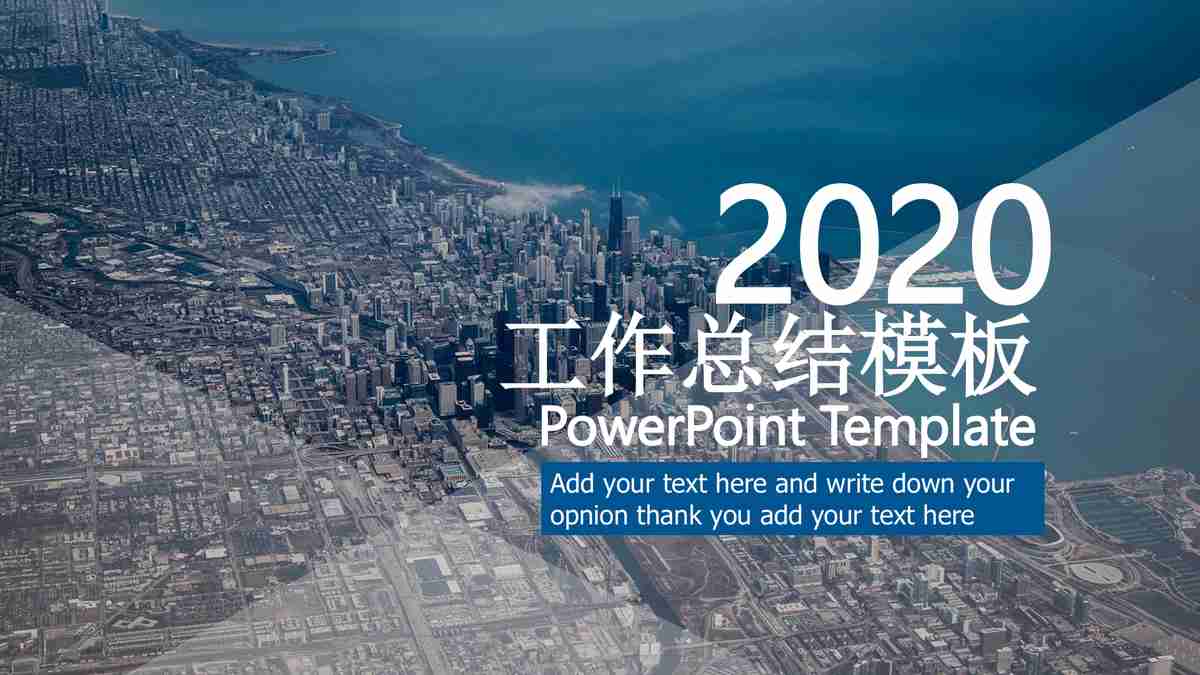 2020
工作总结模板
PowerPoint Template
Add your text here and write down your
opnion thank you add your text here